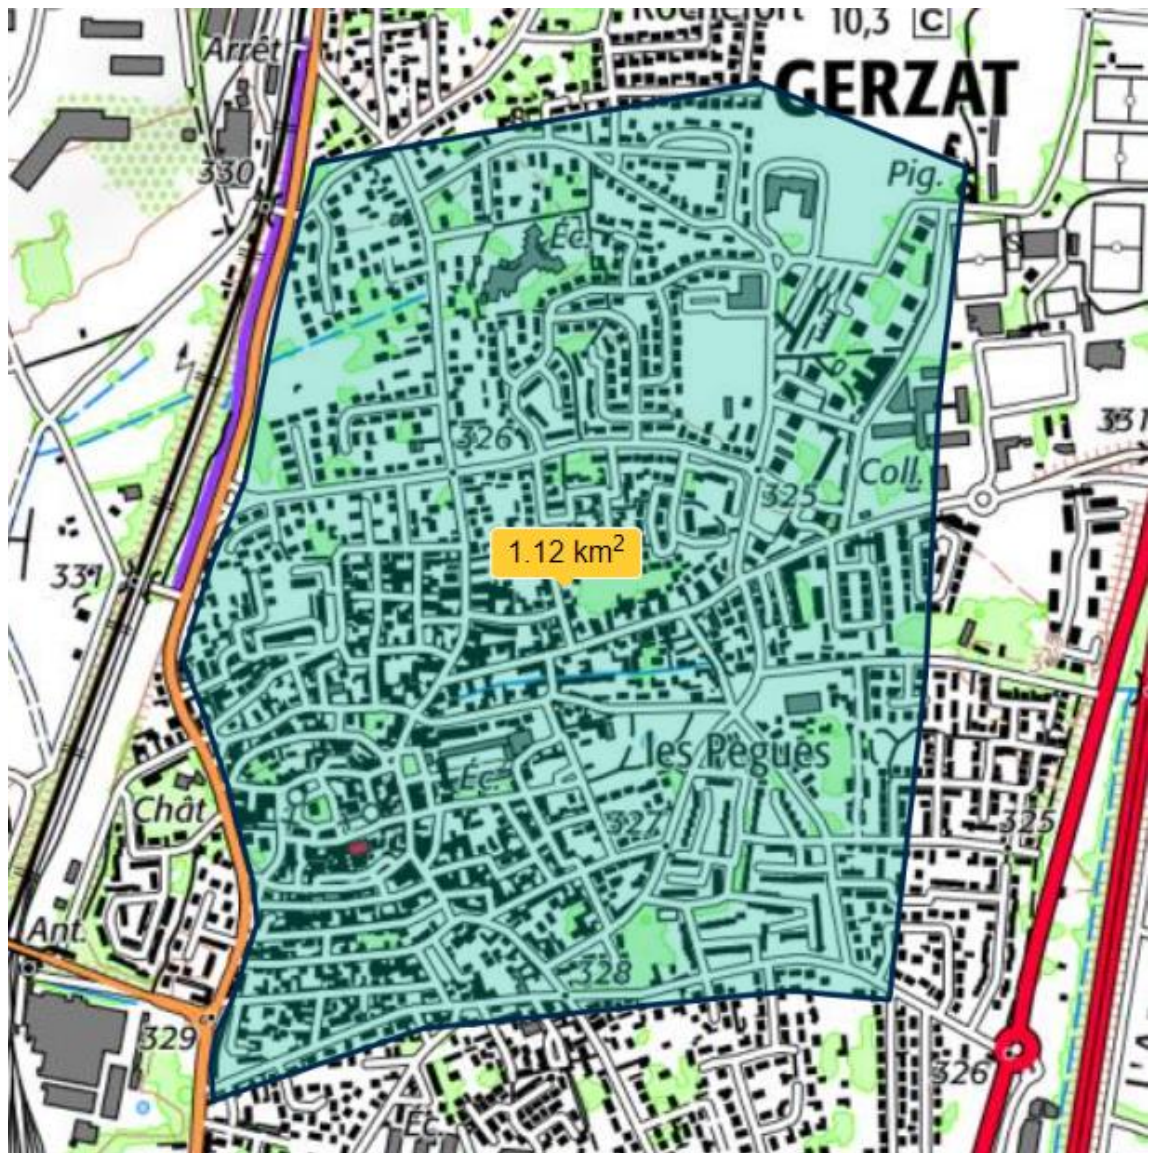 Rochefort
10,3 C
Arrêt
GERZAT
330
Pig.
Éc.
326
331
Coll.
325
1.12 km²
331
les Pègues
Éc.
Chât
327
325
Ant.
328
329
326
Éc.